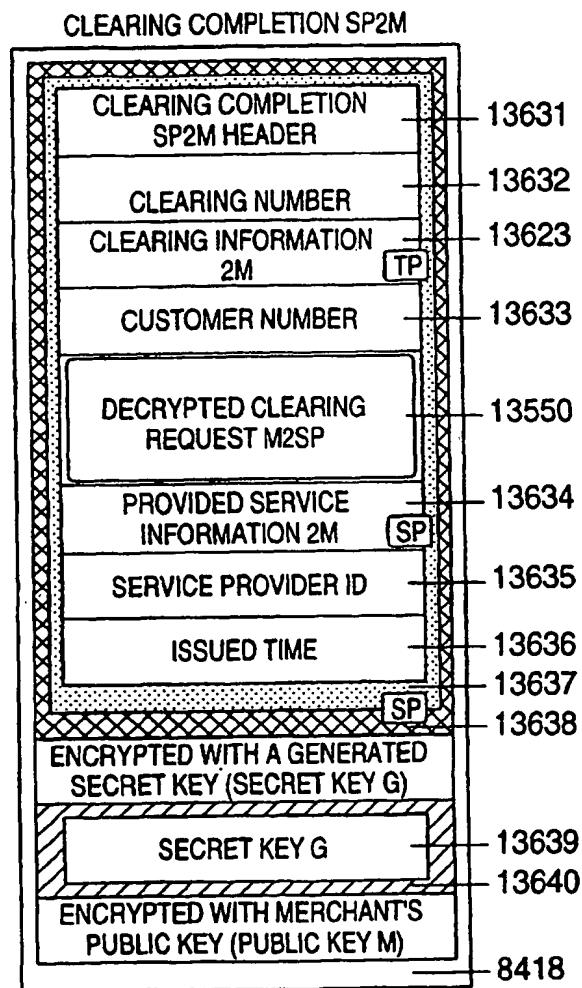 CLEARING COMPLETION SP2M
CLEARING COMPLETION
SP2M HEADER
13631
CLEARING NUMBER
13632
CLEARING INFORMATION
2M
TP
13623
CUSTOMER NUMBER
13633
DECRYPTED CLEARING
REQUEST M2SP
13550
PROVIDED SERVICE
INFORMATION 2M
SP
13634
SERVICE PROVIDER ID
13635
ISSUED TIME
13636
13637
SP
13638
ENCRYPTED WITH A GENERATED
SECRET KEY (SECRET KEY G)
SECRET KEY G
13639
13640
ENCRYPTED WITH MERCHANT'S
PUBLIC KEY (PUBLIC KEY M)
8418